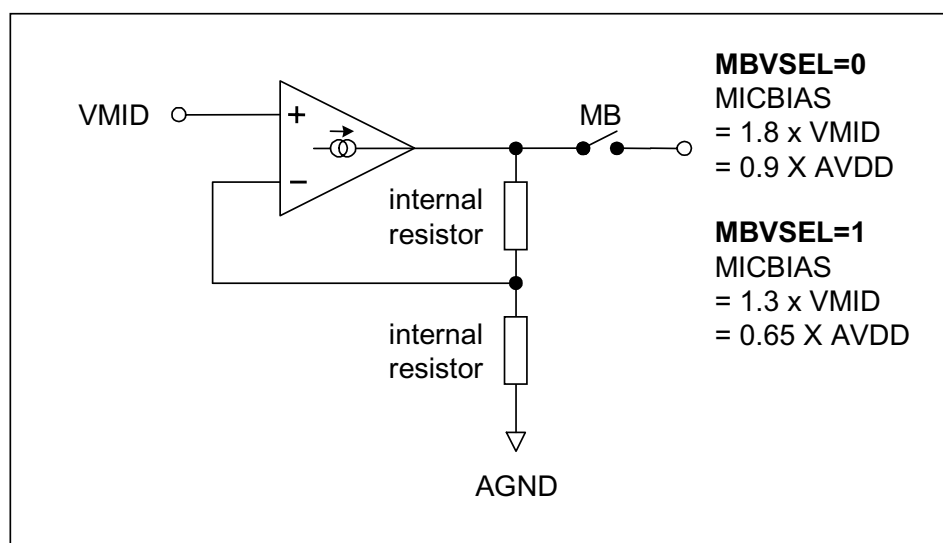 VMID
+
−
MB
internal
resistor
internal
resistor
AGND
MBVSEL=0
MICBIAS
= 1.8 x VMID
= 0.9 X AVDD
MBVSEL=1
MICBIAS
= 1.3 x VMID
= 0.65 X AVDD